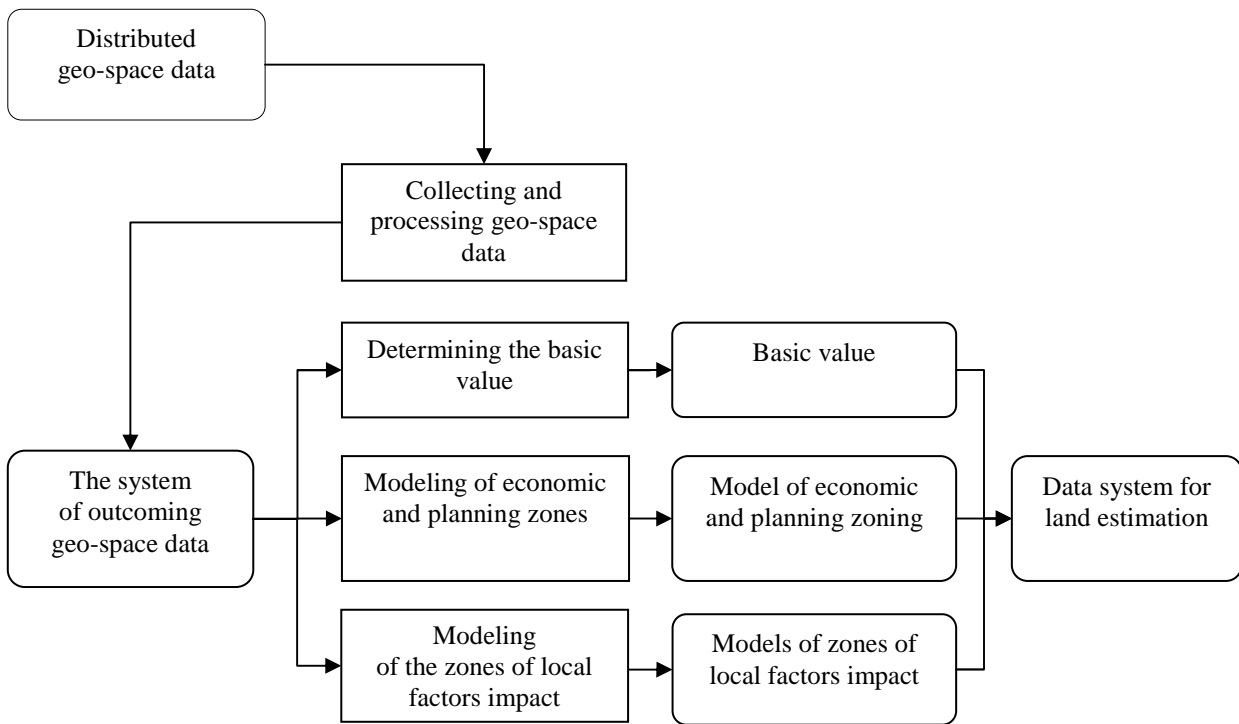 Distributed
geo-space data
Collecting and
processing geo-space
data
Determining the basic
value
Basic value
The system
of outcoming
geo-space data
Modeling of economic
and planning zones
Model of economic
and planning zoning
Data system for
land estimation
Modeling
of the zones of local
factors impact
Models of zones of
local factors impact